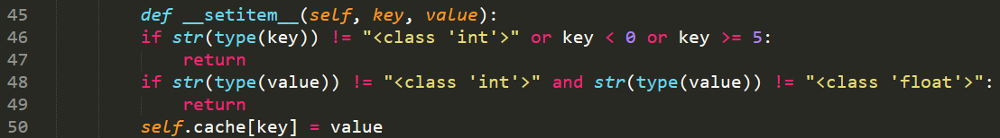 45 def __setitem__(self, key, value):
46 if str(type(key)) != "<class 'int'>" or key < 0 or key >= 5:
47 return
48 if str(type(value)) != "<class 'int'>" and str(type(value)) != "<class 'float'>":
49 return
50 self.cache[key] = value